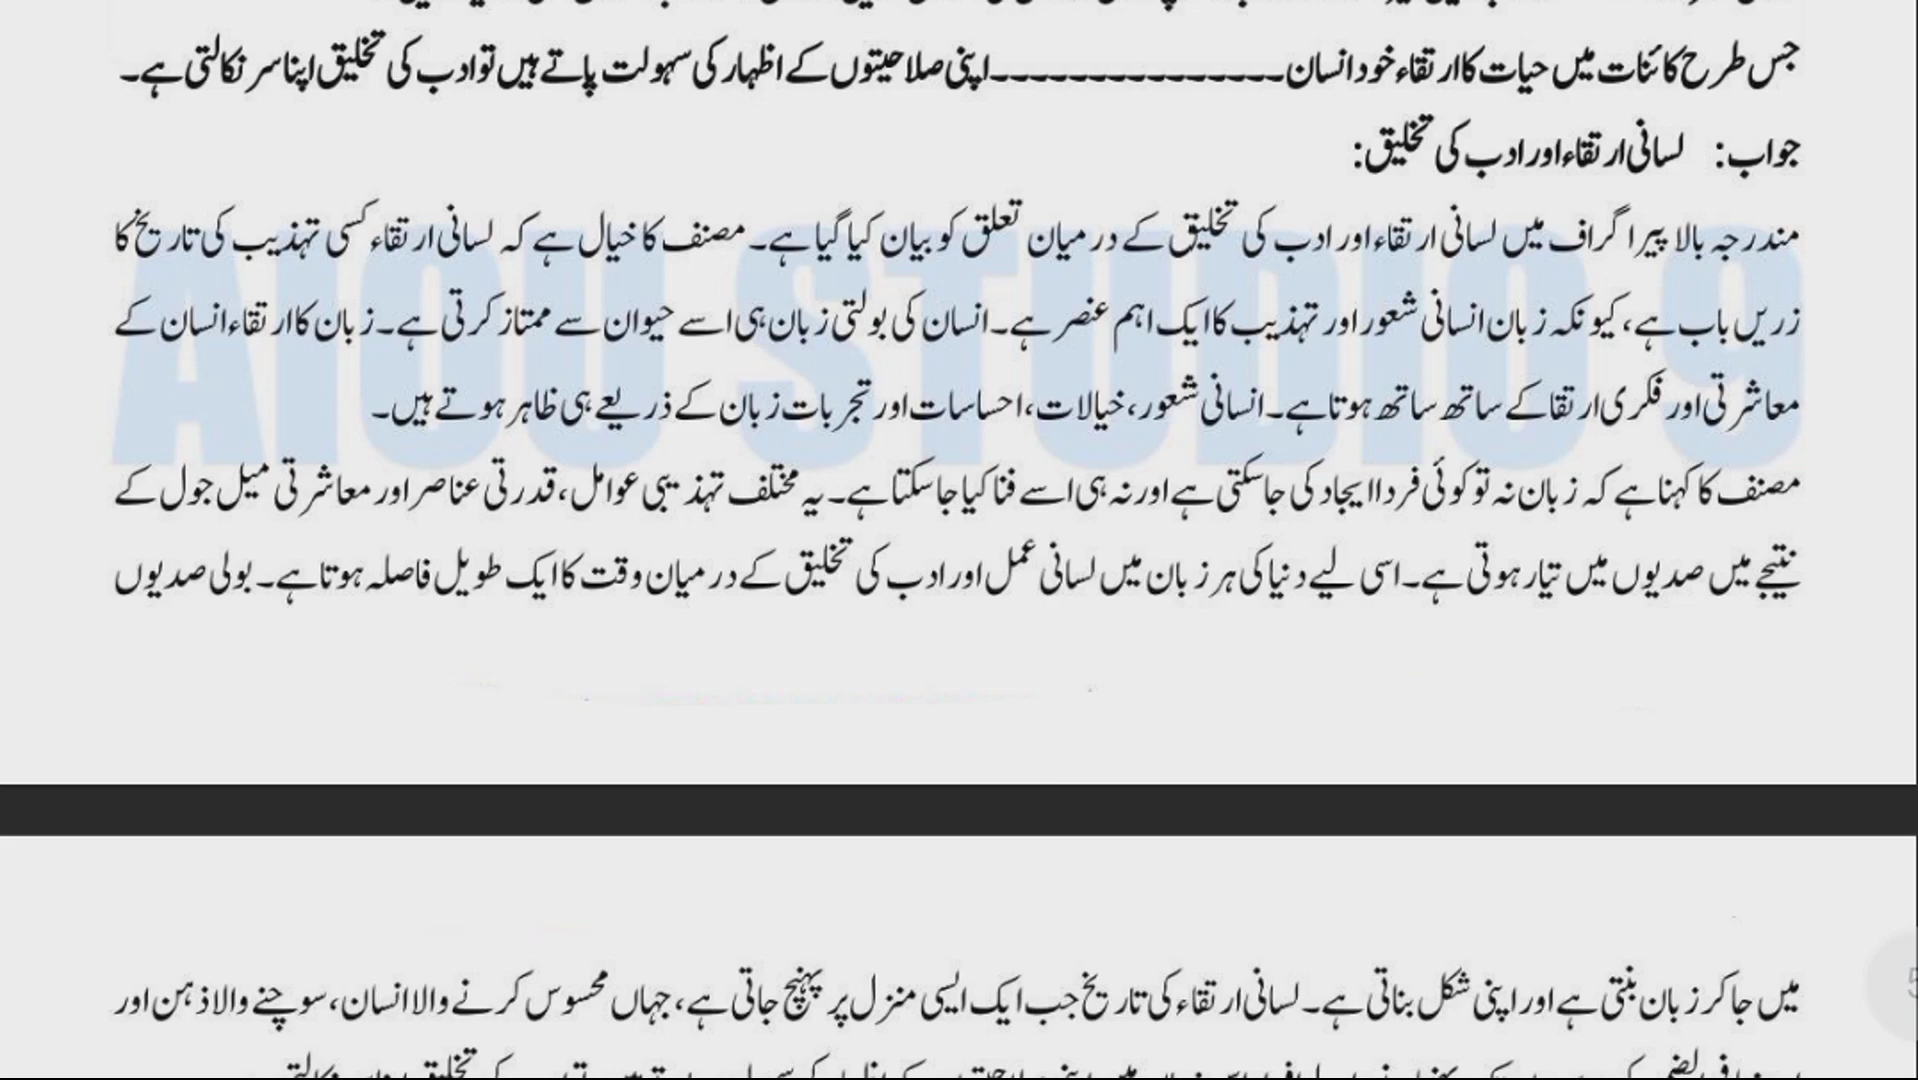 جس طرح کائنات میں حیات کا ارتقاء خود انسان۔۔۔۔۔۔۔۔۔۔۔۔۔۔۔۔اپنی صلاحیتوں کے اظہار کی سہولت پاتے ہیں تو ادب کی تخلیق اپنا سر نکالتی ہے۔
جواب: لسانی ارتقاء اور ادب کی تخلیق:
مندرجہ بالا پیراگراف میں لسانی ارتقاء اور ادب کی تخلیق کے درمیان تعلق کو بیان کیا گیا ہے۔ مصنف کا خیال ہے کہ لسانی ارتقاء کسی تہذیب کی تاریخ کا
زریں باب ہے، کیونکہ زبان انسانی شعور اور تہذیب کا ایک اہم عنصر ہے۔ انسان کی بولتی زبان ہی اسے حیوان سے ممتاز کرتی ہے۔ زبان کا ارتقاء انسان کے
معاشرتی اور فکری ارتقا کے ساتھ ساتھ ہوتا ہے۔ انسانی شعور، خیالات، احساسات اور تجربات زبان کے ذریعے ہی ظاہر ہوتے ہیں۔
AIOU STUDIO 9
مصنف کا کہنا ہے کہ زبان نہ تو کوئی فرد اایجاد کی جاسکتی ہے اور نہ ہی اسے فنا کیا جاسکتا ہے۔ یہ مختلف تہذیبی عوامل، قدرتی عناصر اور معاشرتی میل جول کے
نتیجے میں صدیوں میں تیار ہوتی ہے۔ اسی لیے دنیا کی ہر زبان میں لسانی عمل اور ادب کی تخلیق کے درمیان وقت کا ایک طویل فاصلہ ہوتا ہے۔ بولی صدیوں
میں جا کر زبان بنتی ہے اور اپنی شکل بناتی ہے۔ لسانی ارتقاء کی تاریخ جب ایک ایسی منزل پر پہنچ جاتی ہے، جہاں محسوس کرنے والا انسان، سوچنے والا ذہن اور